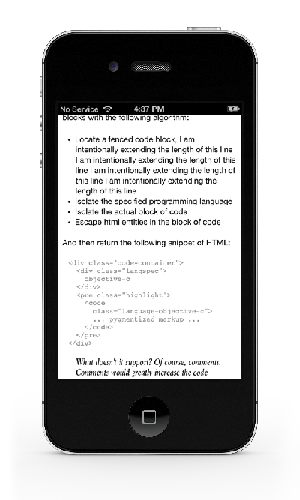 No Service 4:37 PM
blocks with the following algorithm:
• Locate a fenced code block, I am
intentionally extending the length of this line
I am intentionally extending the length of this
line I am intentionally extending the length of
this line I am intentionally extending the
length of this line
• Isolate the specified programming language
• Isolate the actual block of code
• Escape html entities in the block of code
And then return the following snippet of HTML:
<div class="code-container">
<div class="langspec">
objective-c
</div>
<pre class="highlight">
<code
class="language-objective-c">
... pygmentized markup ...
</code>
</pre>
</div>
What doesn't it support? Of course, comments.
Comments would greatly increase the code